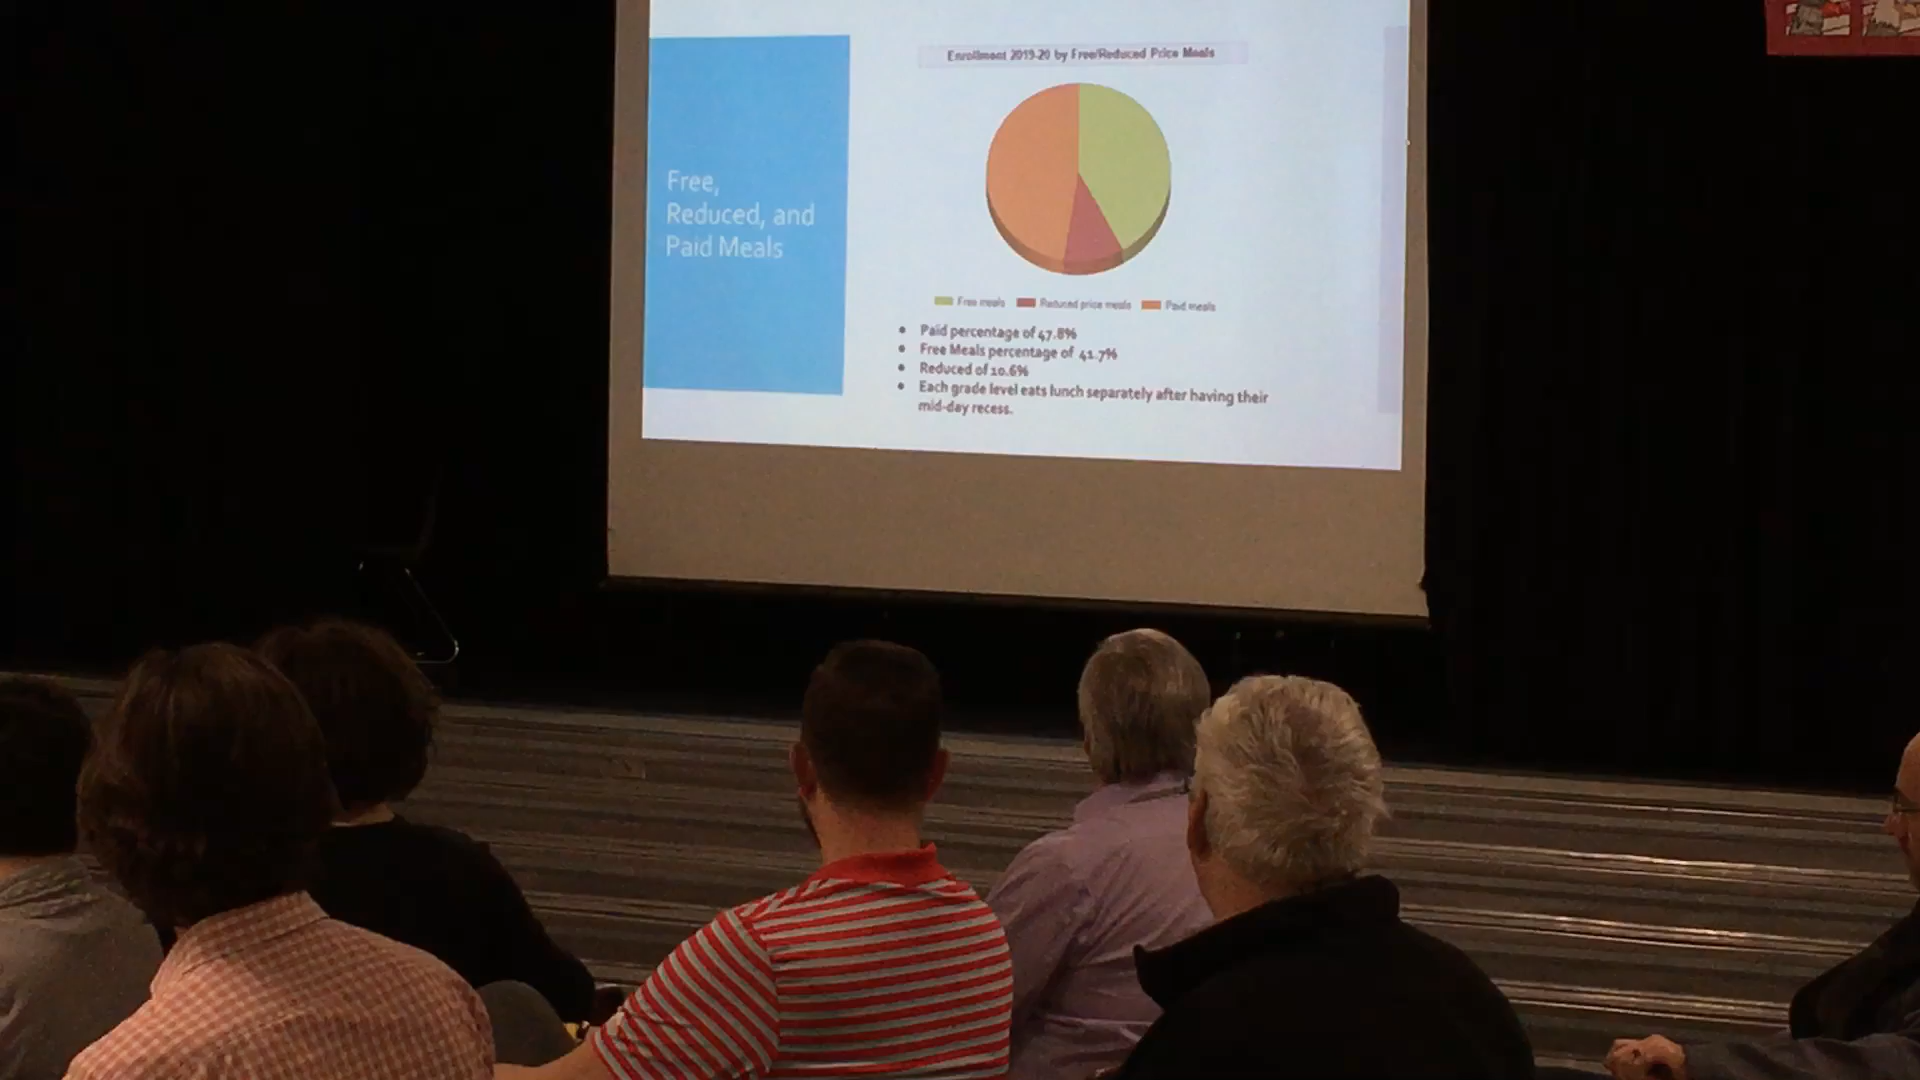 Free,
Reduced, and
Paid Meals
Enrollment 2019-20 by Free/Reduced Price Meals
Free meals Reduced price meals Paid meals
• Paid percentage of 47.8%
• Free Meals percentage of 41.7%
• Reduced of 10.6%
• Each grade level eats lunch separately after having their
mid-day recess.